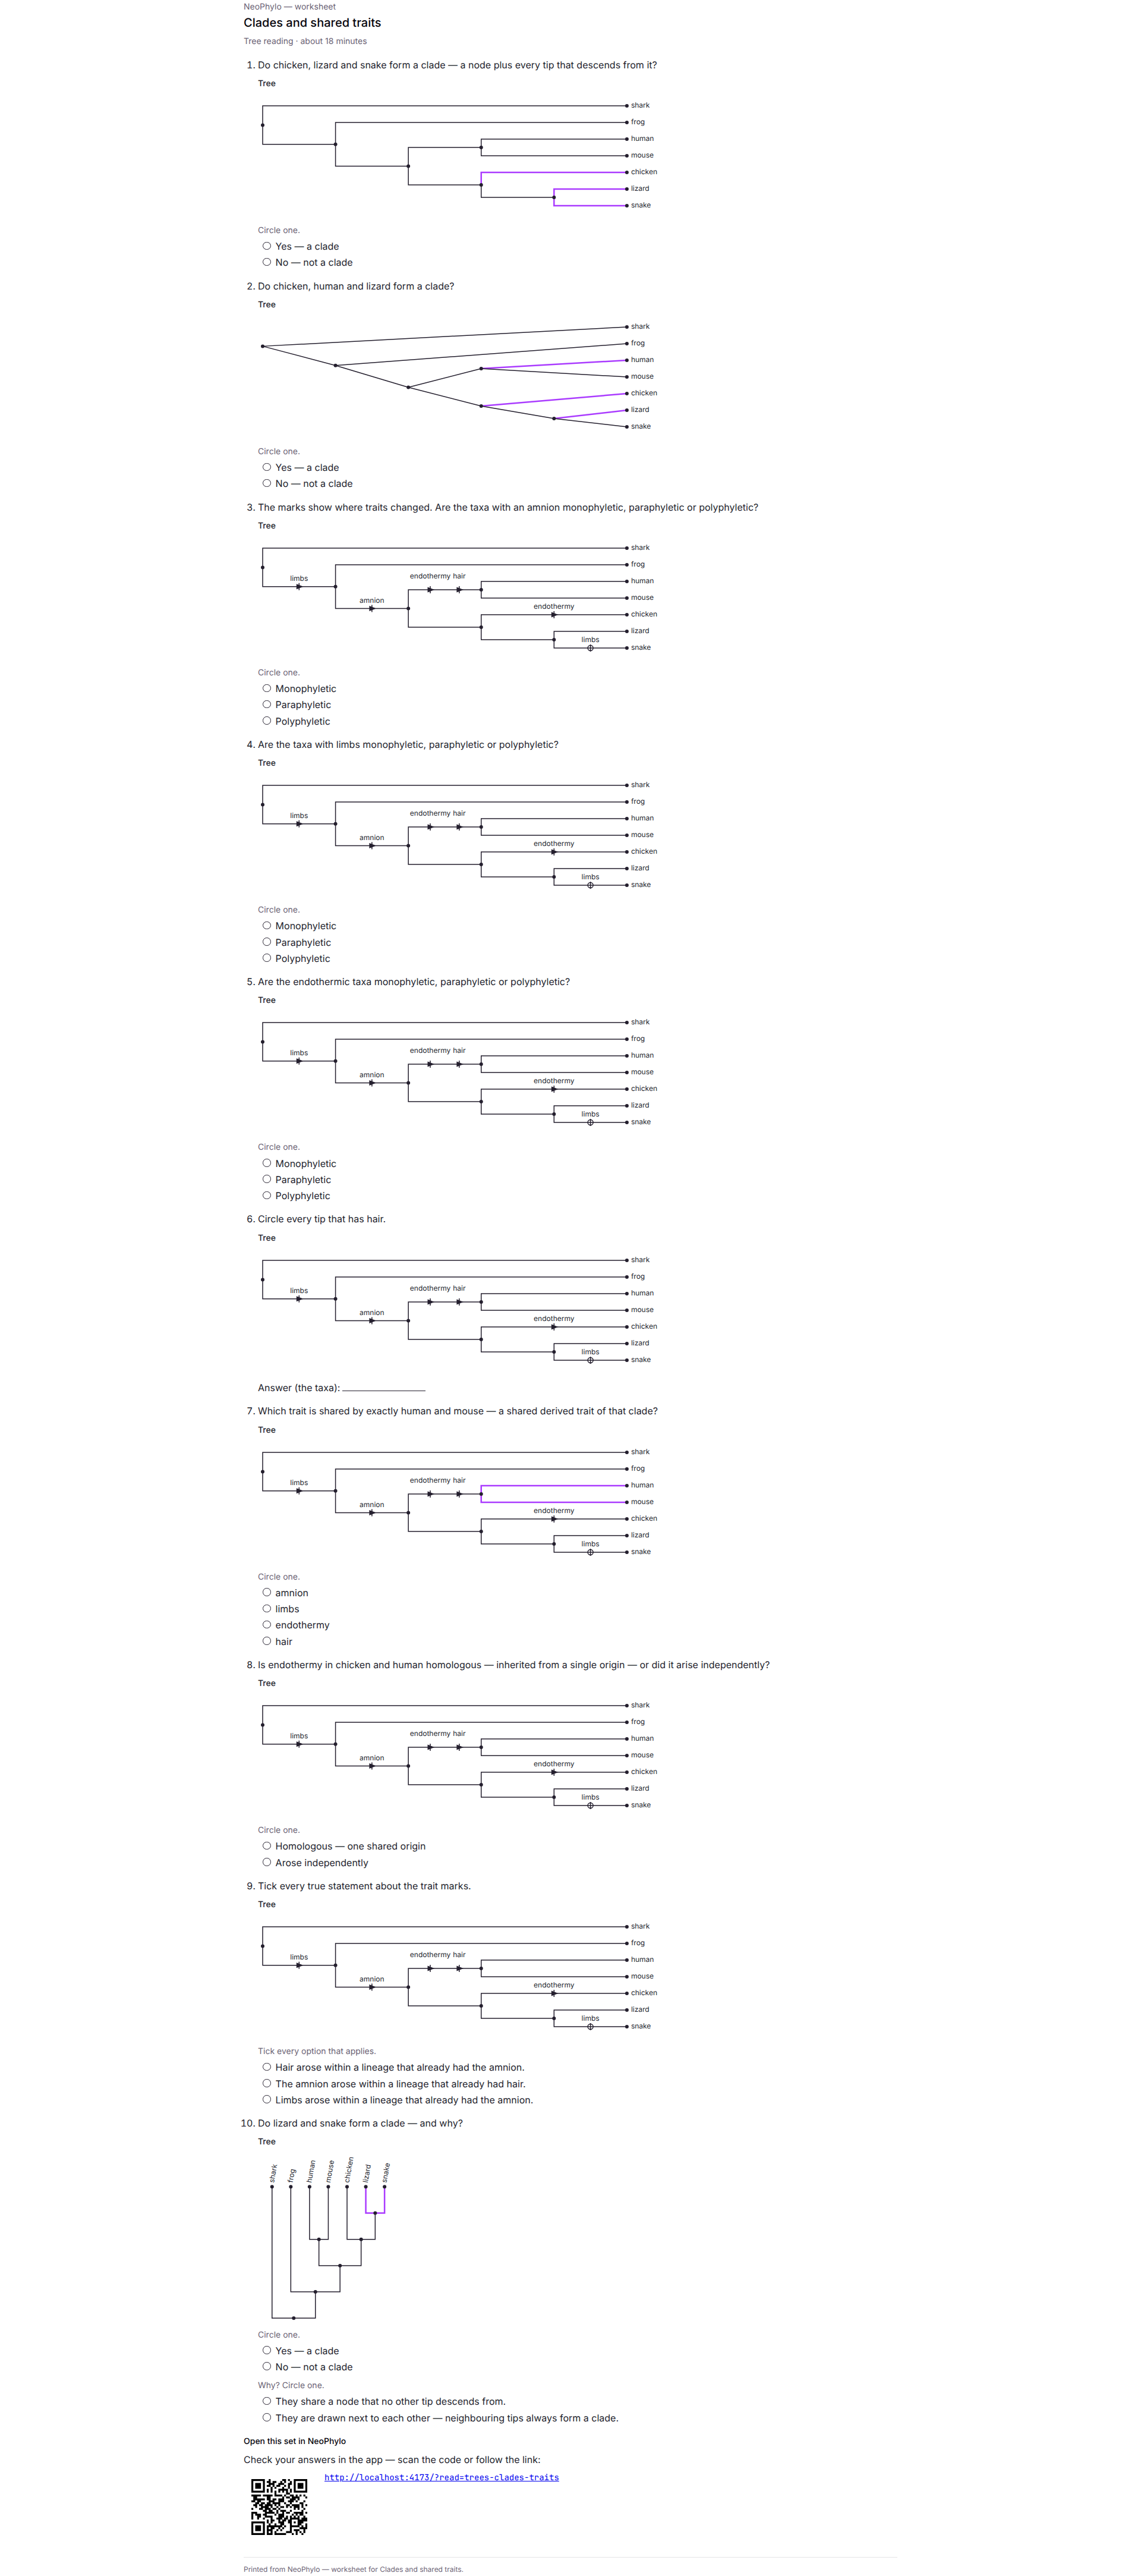 NeoPhylo — worksheet
Clades and shared traits
Tree reading · about 18 minutes
1. Do chicken, lizard and snake form a clade — a node plus every tip that descends from it?
Tree
shark
frog
human
mouse
chicken
lizard
snake
Circle one.
Yes — a clade
No — not a clade
2. Do chicken, human and lizard form a clade?
Tree
shark
frog
human
mouse
chicken
lizard
snake
Circle one.
Yes — a clade
No — not a clade
3. The marks show where traits changed. Are the taxa with an amnion monophyletic, paraphyletic or polyphyletic?
Tree
shark
frog
limbs
endothermy hair
human
mouse
amnion
endothermy
chicken
lizard
limbs
snake
Circle one.
Monophyletic
Paraphyletic
Polyphyletic
4. Are the taxa with limbs monophyletic, paraphyletic or polyphyletic?
Tree
shark
frog
limbs
endothermy hair
human
mouse
amnion
endothermy
chicken
lizard
limbs
snake
Circle one.
Monophyletic
Paraphyletic
Polyphyletic
5. Are the endothermic taxa monophyletic, paraphyletic or polyphyletic?
Tree
shark
frog
limbs
endothermy hair
human
mouse
amnion
endothermy
chicken
lizard
limbs
snake
Circle one.
Monophyletic
Paraphyletic
Polyphyletic
6. Circle every tip that has hair.
Tree
shark
frog
limbs
endothermy hair
human
mouse
amnion
endothermy
chicken
lizard
limbs
snake
Answer (the taxa):
7. Which trait is shared by exactly human and mouse — a shared derived trait of that clade?
Tree
shark
frog
limbs
endothermy hair
human
mouse
amnion
endothermy
chicken
lizard
limbs
snake
Circle one.
amnion
limbs
endothermy
hair
8. Is endothermy in chicken and human homologous — inherited from a single origin — or did it arise independently?
Tree
shark
frog
limbs
endothermy hair
human
mouse
amnion
endothermy
chicken
lizard
limbs
snake
Circle one.
Homologous — one shared origin
Arose independently
9. Tick every true statement about the trait marks.
Tree
shark
frog
limbs
endothermy hair
human
mouse
amnion
endothermy
chicken
lizard
limbs
snake
Tick every option that applies.
Hair arose within a lineage that already had the amnion.
The amnion arose within a lineage that already had hair.
Limbs arose within a lineage that already had the amnion.
10. Do lizard and snake form a clade — and why?
Tree
shark
frog
human
mouse
chicken
lizard
snake
Circle one.
Yes — a clade
No — not a clade
Why? Circle one.
They share a node that no other tip descends from.
They are drawn next to each other — neighbouring tips always form a clade.
Open this set in NeoPhylo
Check your answers in the app — scan the code or follow the link:
http://localhost:4173/?read=trees-clades-traits
Printed from NeoPhylo — worksheet for Clades and shared traits.